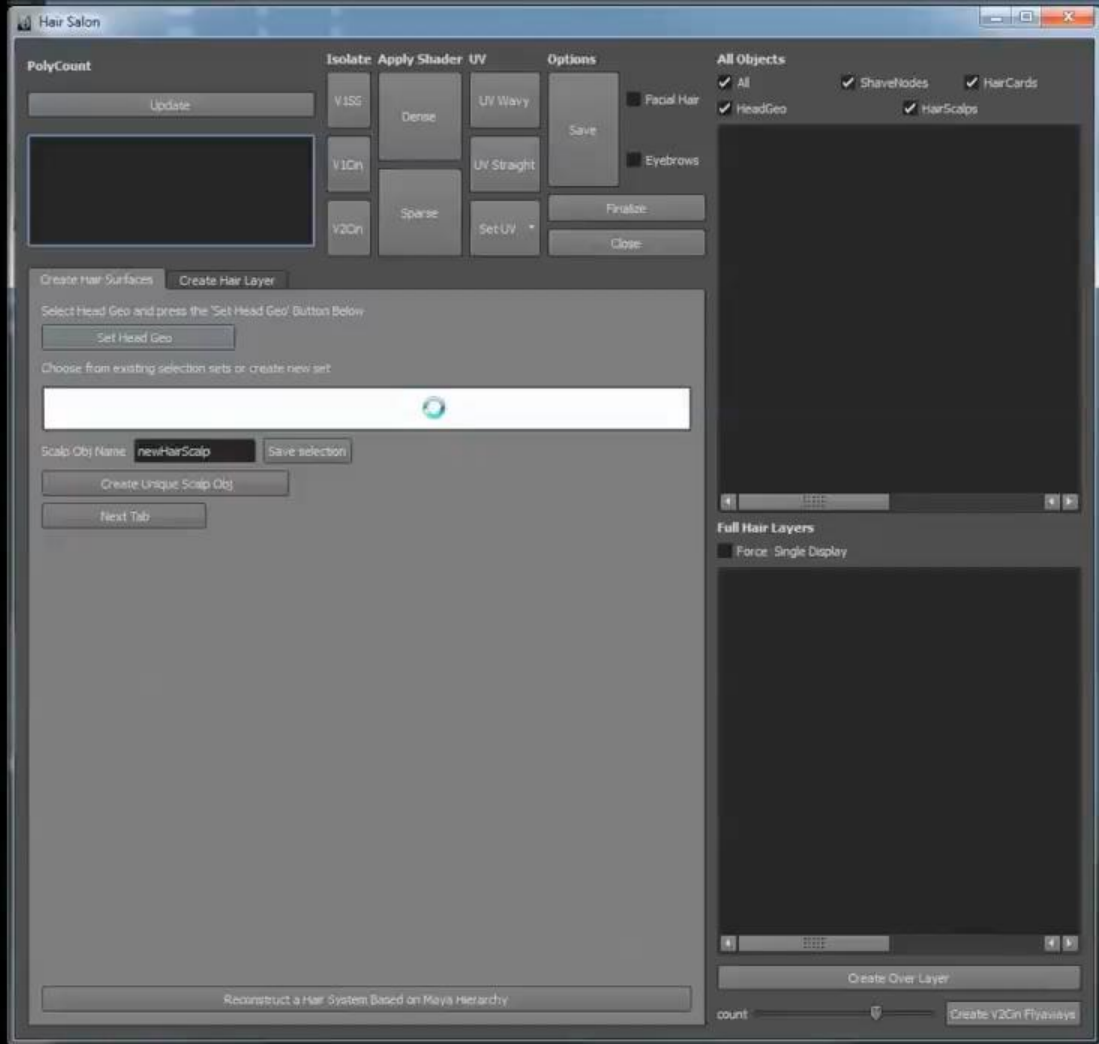 Hair Salon
PolyCount
Update
Isolate Apply Shader UV Options
V1SS
V1Cin
V2Cin
Dense
Sparse
UV Wavy
UV Straight
Set UV
Save
Facial Hair
Eyebrows
Finalize
Close
All Objects
All ShaveNodes HairCards
HeadGeo HairScalps
Create Hair Surfaces Create Hair Layer
Select Head Geo and press the 'Set Head Geo' Button Below
Set Head Geo
Choose from existing selection sets or create new set
Scalp Obj Name newHairScalp Save selection
Create Unique Scalp Obj
Next Tab
Reconstruct a Hair System Based on Maya Hierarchy
Full Hair Layers
Force Single Display
Create Over Layer
count Create V2Cin Flyaways